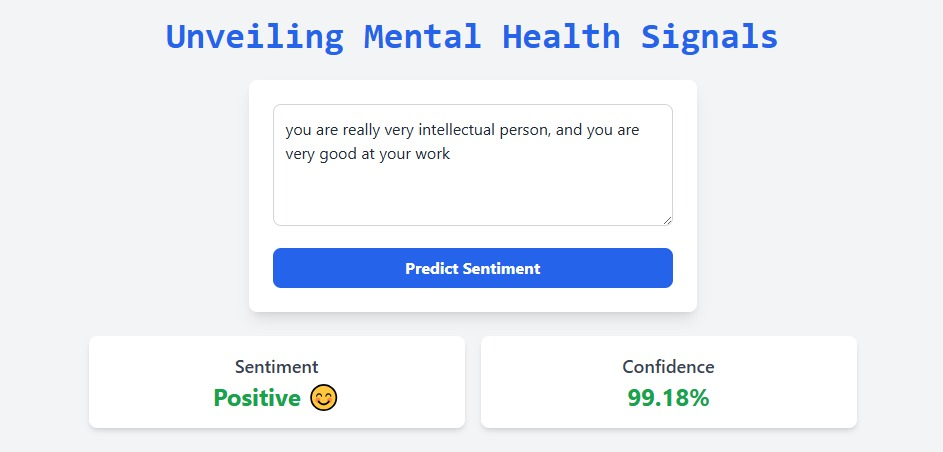 Unveiling Mental Health Signals
you are really very intellectual person, and you are
very good at your work
Predict Sentiment
Sentiment
Positive 😊
Confidence
99.18%